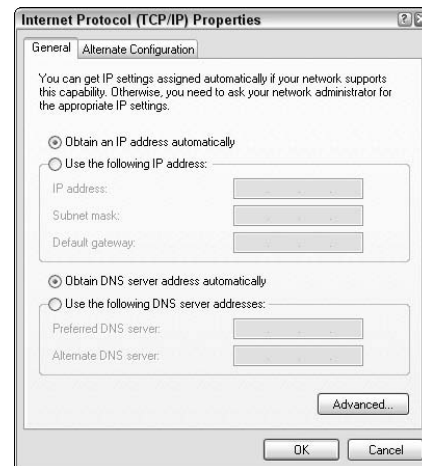 Internet Protocol (TCP/IP) Properties
General
Alternate Configuration
You can get IP settings assigned automatically if your network supports
this capability. Otherwise, you need to ask your network administrator for
the appropriate IP settings.
Obtain an IP address automatically
Use the following IP address:
IP address:
Subnet mask:
Default gateway:
Obtain DNS server address automatically
Use the following DNS server addresses:
Preferred DNS server:
Alternate DNS server:
Advanced...
OK
Cancel